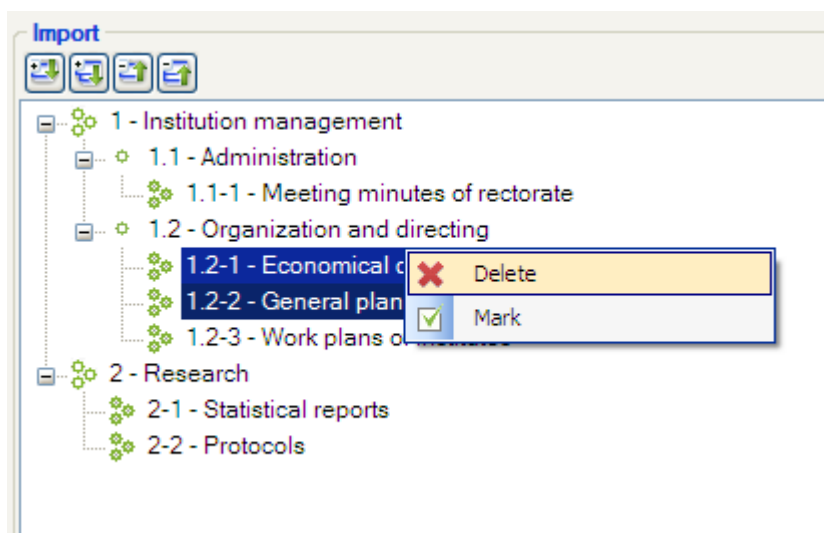 Import
1 - Institution management
1.1 - Administration
1.1-1 - Meeting minutes of rectorate
1.2 - Organization and directing
1.2-1 - Economical
Delete
1.2-2 - General plan
Mark
1.2-3 - Work plans
2 - Research
2-1 - Statistical reports
2-2 - Protocols